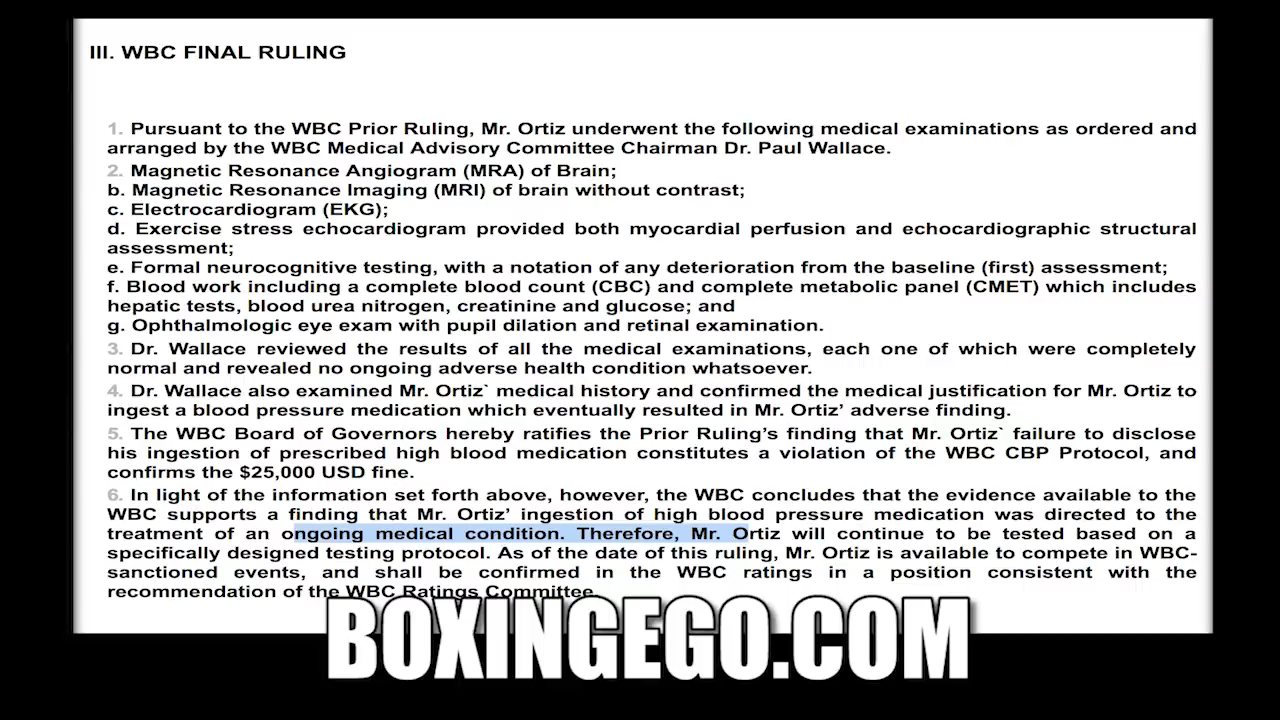 III. WBC FINAL RULING
1. Pursuant to the WBC Prior Ruling, Mr. Ortiz underwent the following medical examinations as ordered and
arranged by the WBC Medical Advisory Committee Chairman Dr. Paul Wallace.
2. Magnetic Resonance Angiogram (MRA) of Brain;
b. Magnetic Resonance Imaging (MRI) of brain without contrast;
c. Electrocardiogram (EKG);
d. Exercise stress echocardiogram provided both myocardial perfusion and echocardiographic structural
assessment;
e. Formal neurocognitive testing, with a notation of any deterioration from the baseline (first) assessment;
f. Blood work including a complete blood count (CBC) and complete metabolic panel (CMET) which includes
hepatic tests, blood urea nitrogen, creatinine and glucose; and
g. Ophthalmologic eye exam with pupil dilation and retinal examination.
3. Dr. Wallace reviewed the results of all the medical examinations, each one of which were completely
normal and revealed no ongoing adverse health condition whatsoever.
4. Dr. Wallace also examined Mr. Ortiz` medical history and confirmed the medical justification for Mr. Ortiz to
ingest a blood pressure medication which eventually resulted in Mr. Ortiz’ adverse finding.
5. The WBC Board of Governors hereby ratifies the Prior Ruling’s finding that Mr. Ortiz` failure to disclose
his ingestion of prescribed high blood medication constitutes a violation of the WBC CBP Protocol, and
confirms the $25,000 USD fine.
6. In light of the information set forth above, however, the WBC concludes that the evidence available to the
WBC supports a finding that Mr. Ortiz’ ingestion of high blood pressure medication was directed to the
treatment of an ongoing medical condition. Therefore, Mr. Ortiz will continue to be tested based on a
specifically designed testing protocol. As of the date of this ruling, Mr. Ortiz is available to compete in WBC-
sanctioned events, and shall be confirmed in the WBC ratings in a position consistent with the
recommendation of the WBC Ratings Committee.
BOXINGEGO.COM